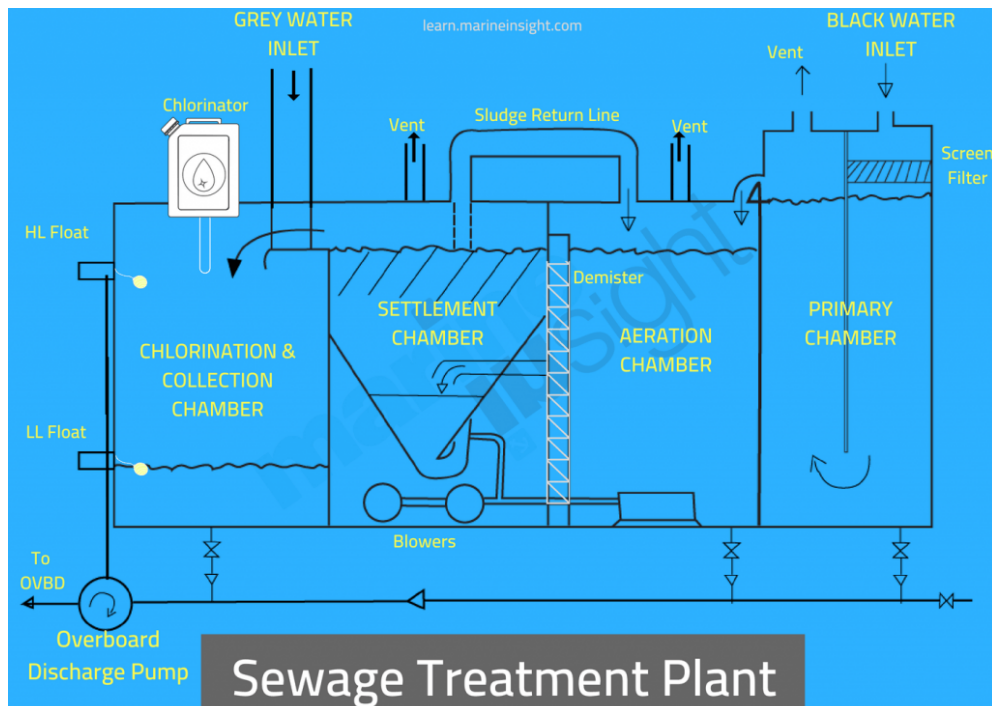 GREY WATER
INLET
learn.marineinsight.com
BLACK WATER
INLET
Vent
Chlorinator
Vent
Sludge Return Line
Vent
Screen
Filter
HL Float
Demister
SETTLEMENT
CHAMBER
PRIMARY
CHAMBER
AERATION
CHAMBER
CHLORINATION &
COLLECTION
CHAMBER
LL Float
marine insight
Blowers
To
OVBD
Overboard
Discharge Pump
Sewage Treatment Plant